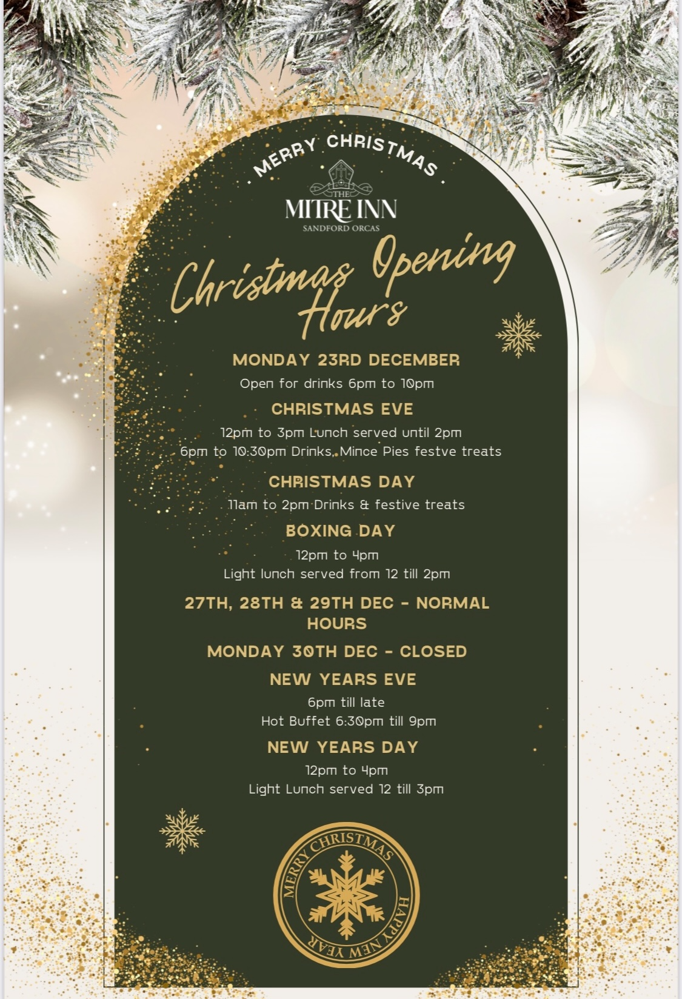 · MERRY CHRISTMAS ·
THE
MITRE INN
SANDFORD ORCAS
Christmas Opening
Hours
MONDAY 23RD DECEMBER
Open for drinks 6pm to 10pm
CHRISTMAS EVE
12pm to 3pm Lunch served until 2pm
6pm to 10:30pm Drinks, Mince Pies festve treats
CHRISTMAS DAY
11am to 2pm Drinks & festive treats
BOXING DAY
12pm to 4pm
Light lunch served from 12 till 2pm
27TH, 28TH & 29TH DEC - NORMAL
HOURS
MONDAY 30TH DEC - CLOSED
NEW YEARS EVE
6pm till late
Hot Buffet 6:30pm till 9pm
NEW YEARS DAY
12pm to 4pm
Light Lunch served 12 till 3pm
MERRY CHRISTMAS
HAPPY NEW YEAR